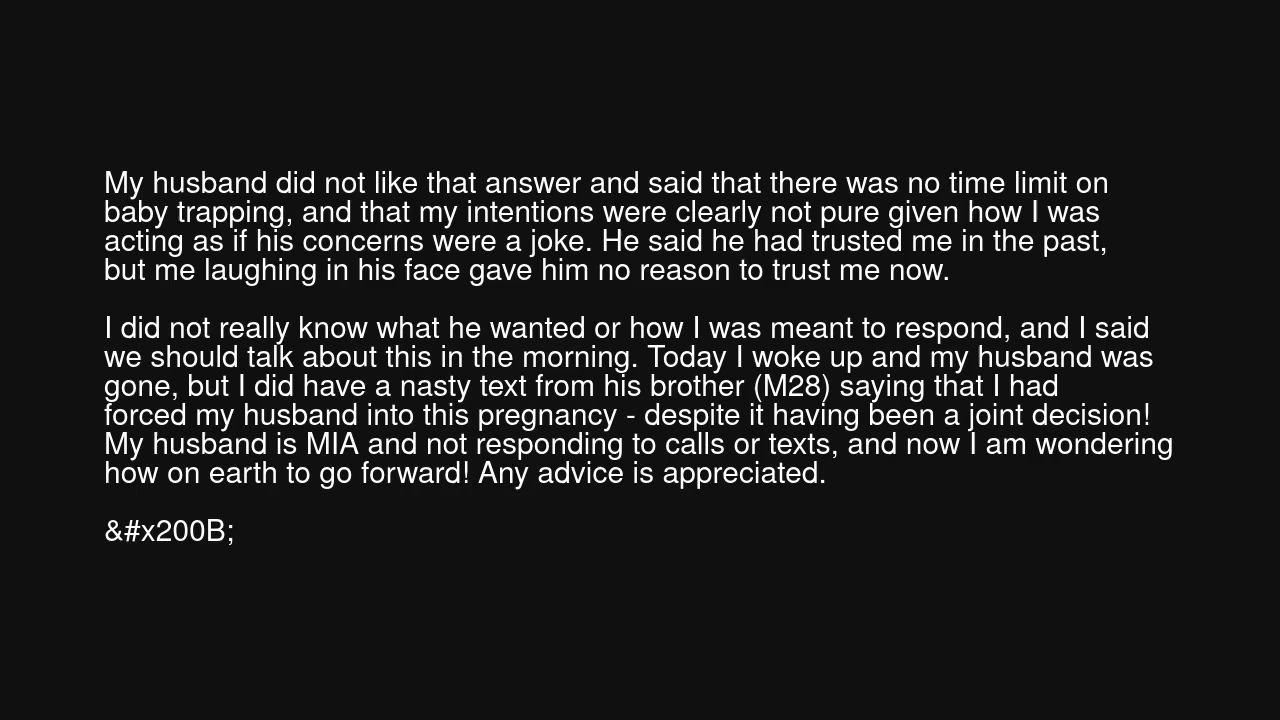 My husband did not like that answer and said that there was no time limit on
baby trapping, and that my intentions were clearly not pure given how I was
acting as if his concerns were a joke. He said he had trusted me in the past,
but me laughing in his face gave him no reason to trust me now.
I did not really know what he wanted or how I was meant to respond, and I said
we should talk about this in the morning. Today I woke up and my husband was
gone, but I did have a nasty text from his brother (M28) saying that I had
forced my husband into this pregnancy - despite it having been a joint decision!
My husband is MIA and not responding to calls or texts, and now I am wondering
how on earth to go forward! Any advice is appreciated.
&#x200B;